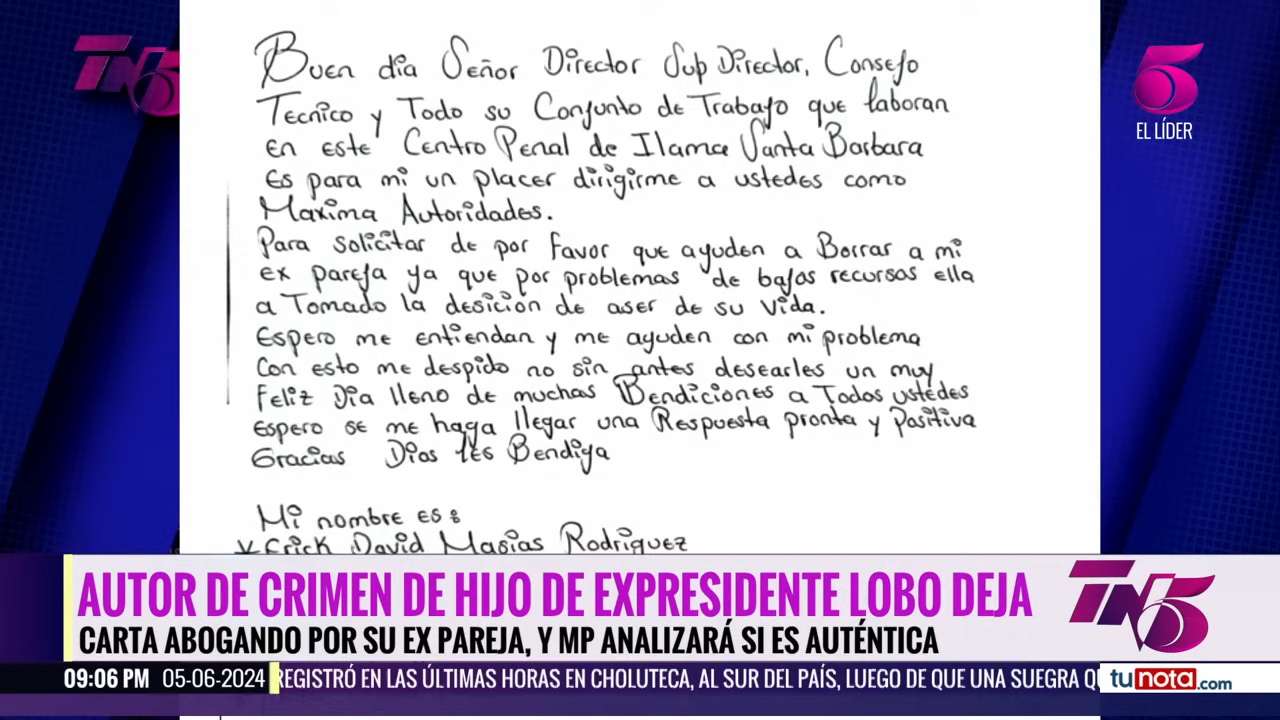 TN5
5
EL LÍDER
Buen dia Señor Director Sup Director, Consejo
Tecnico y Todo su Conjunto de Trabajo que laboran
en este Centro Penal de Ilama Santa Barbara
Es para mi un placer dirigirme a ustedes como
Maxima Autoridades.
Para solicitar de por favor que ayuden a Borrar a mi
ex pareja ya que por problemas de bajos recursos ella
a Tomado la desición de aser de su vida.
Espero me entiendan y me ayuden con mi problema
Con esto me despido no sin antes desearles un muy
Feliz Dia lleno de muchas Bendiciones a Todos ustedes
Espero se me haga llegar una Respuesta pronta y Positiva
Gracias Dios les Bendiga
Mi nombre es:
Erick David Masias Rodriguez
AUTOR DE CRIMEN DE HIJO DE EXPRESIDENTE LOBO DEJA
CARTA ABOGANDO POR SU EX PAREJA, Y MP ANALIZARÁ SI ES AUTÉNTICA
TN5
09:06 PM 05-06-2024 REGISTRÓ EN LAS ÚLTIMAS HORAS EN CHOLUTECA, AL SUR DEL PAÍS, LUEGO DE QUE UNA SUEGRA QU
tunota.com